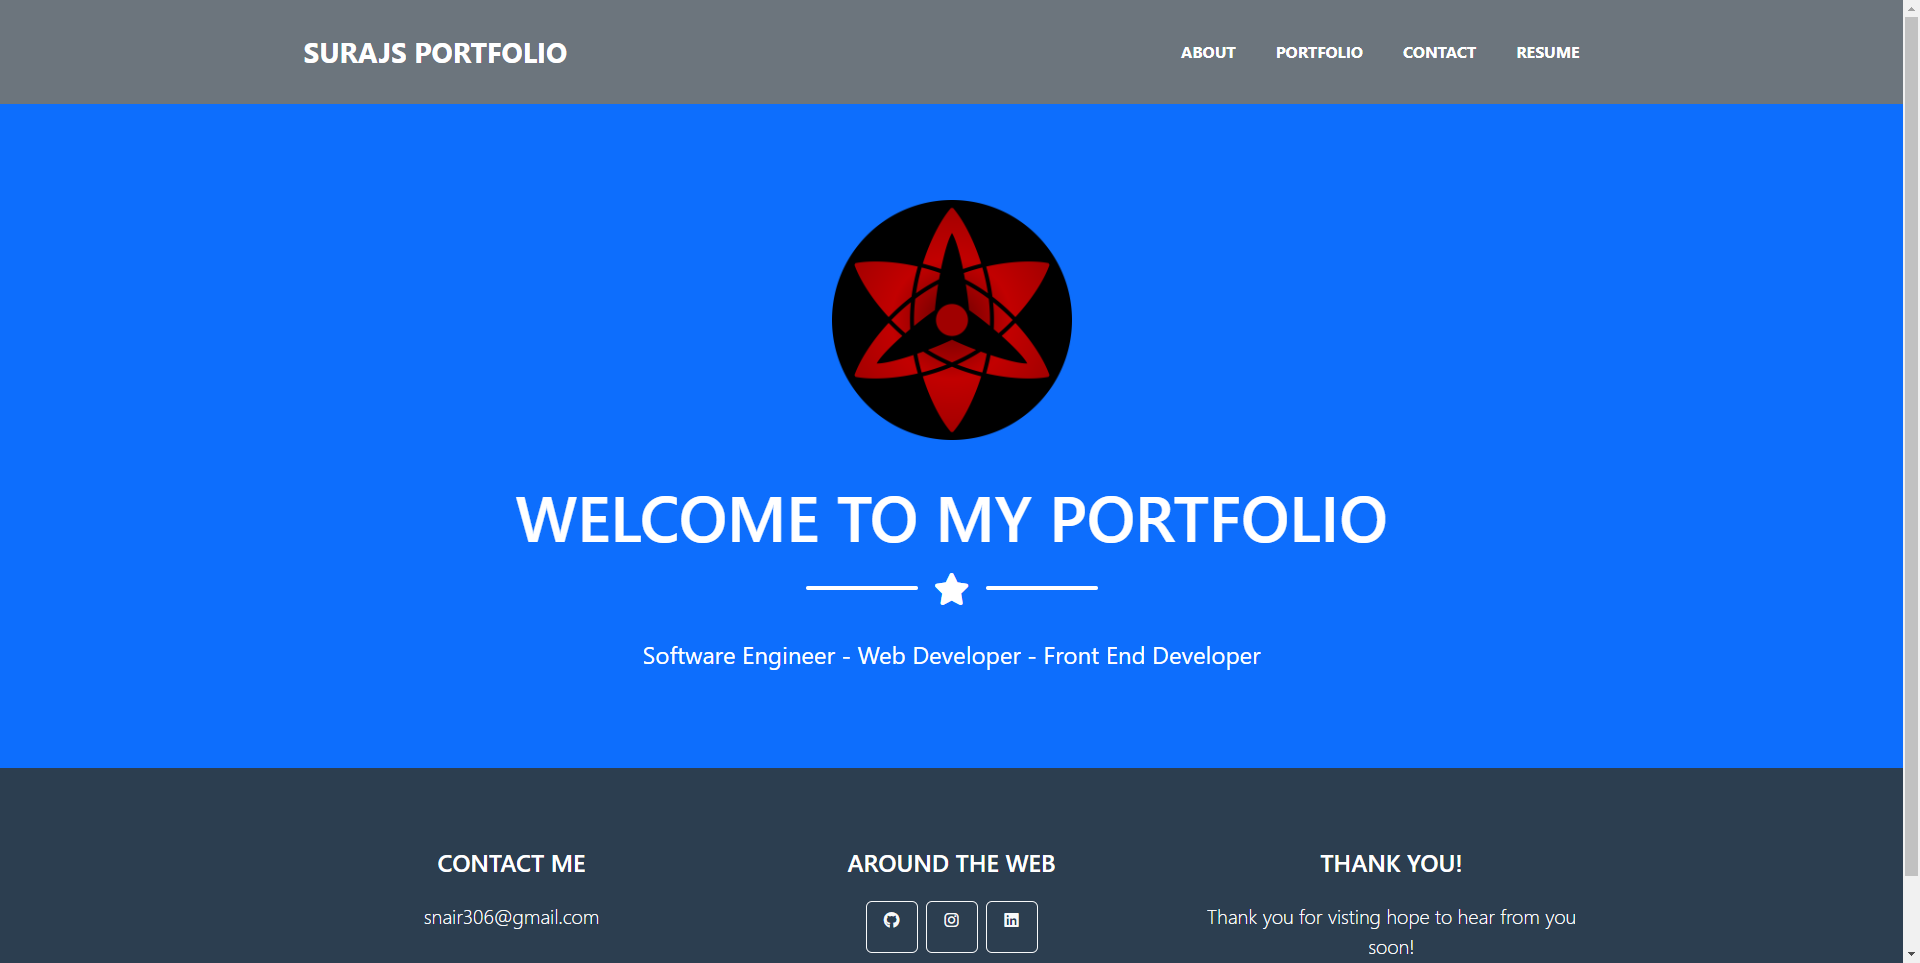 SURAJS PORTFOLIO
ABOUT PORTFOLIO CONTACT RESUME
WELCOME TO MY PORTFOLIO
Software Engineer - Web Developer - Front End Developer
CONTACT ME
snair306@gmail.com
AROUND THE WEB
THANK YOU!
Thank you for visting hope to hear from you
soon!